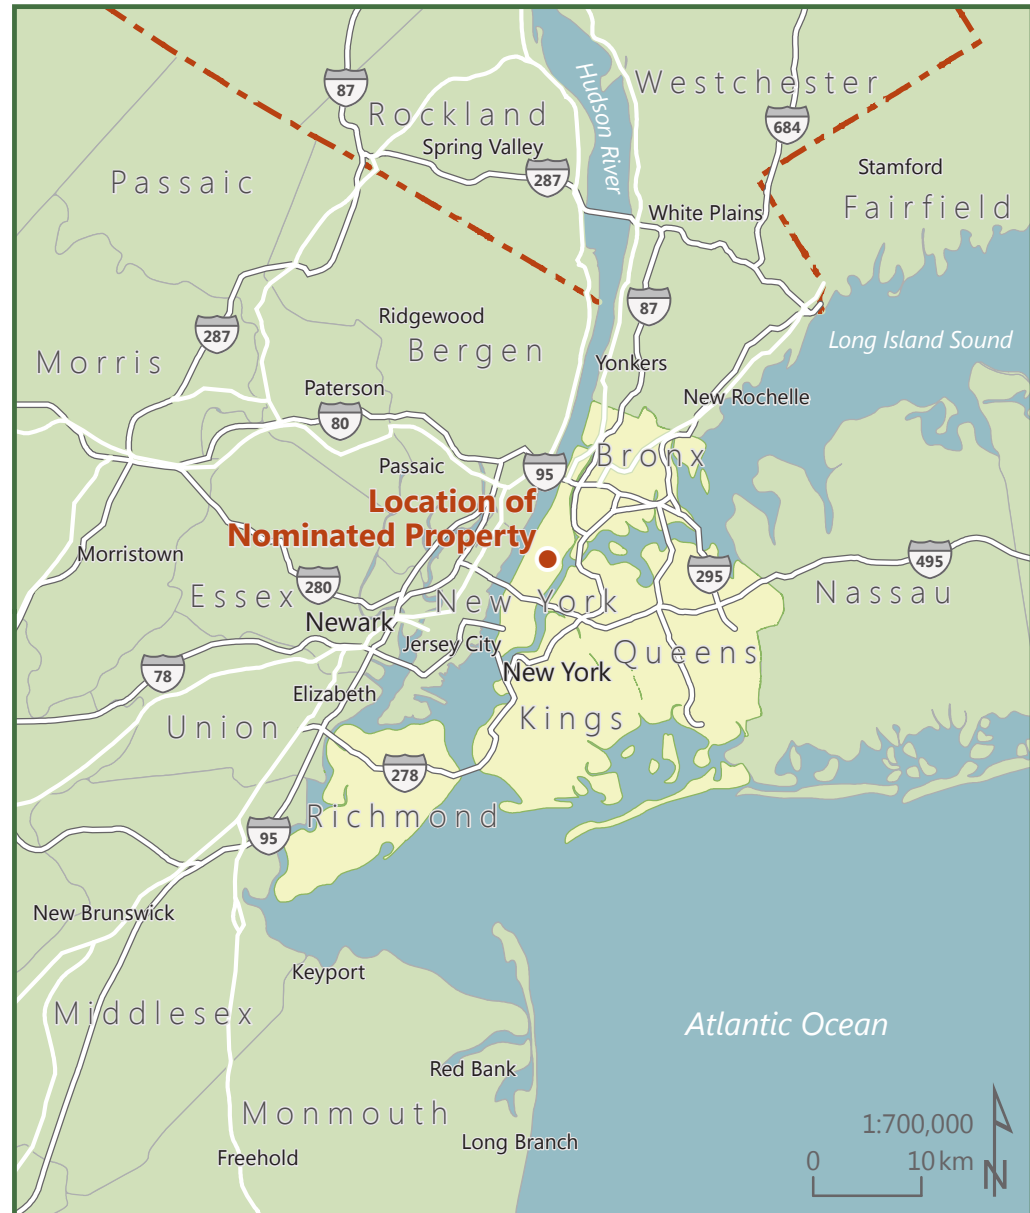 Hudson River
Westchester
87
Rockland
684
Spring Valley
Stamford
Passaic
287
Fairfield
White Plains
87
Ridgewood
287
Long Island Sound
Bergen
Morris
Yonkers
Paterson
New Rochelle
80
Bronx
Passaic
95
Location of
Nominated Property
Morristown
495
295
280
Essex
Nassau
New York
Newark
Jersey City
Queens
78
New York
Elizabeth
Kings
Union
278
Richmond
95
New Brunswick
Keyport
Middlesex
Atlantic Ocean
Red Bank
Monmouth
1:700,000
Long Branch
Freehold
0 10 km
N